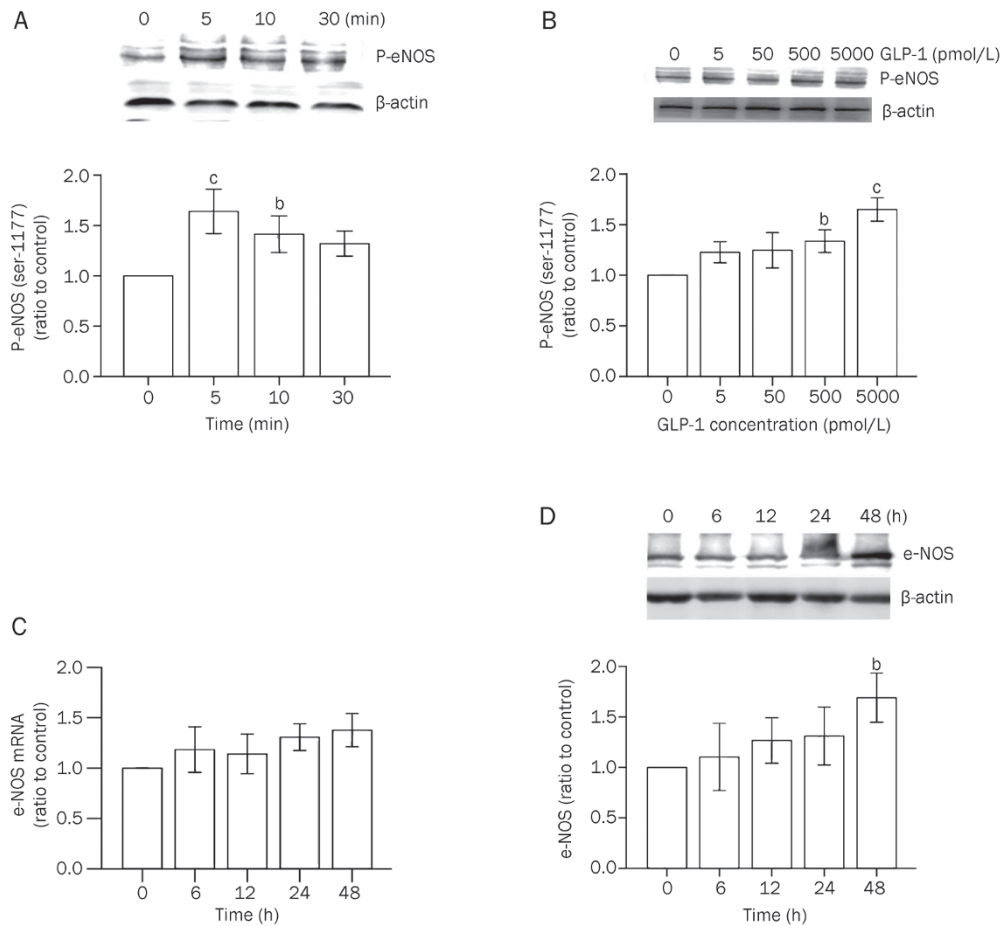 A
0 5 10 30 (min)
P-eNOS
β-actin
2.0
1.5
1.0
0.5
0.0
P-eNOS (ser-1177)
(ratio to control)
c
b
0 5 10 30
Time (min)
B
0 5 50 500 5000 GLP-1 (pmol/L)
P-eNOS
β-actin
2.0
1.5
1.0
0.5
0.0
P-eNOS (ser-1177)
(ratio to control)
b
c
0 5 50 500 5000
GLP-1 concentration (pmol/L)
C
2.0
1.5
1.0
0.5
0.0
e-NOS mRNA
(ratio to control)
0 6 12 24 48
Time (h)
D
0 6 12 24 48 (h)
e-NOS
β-actin
2.0
1.5
1.0
0.5
0.0
e-NOS (ratio to control)
b
0 6 12 24 48
Time (h)